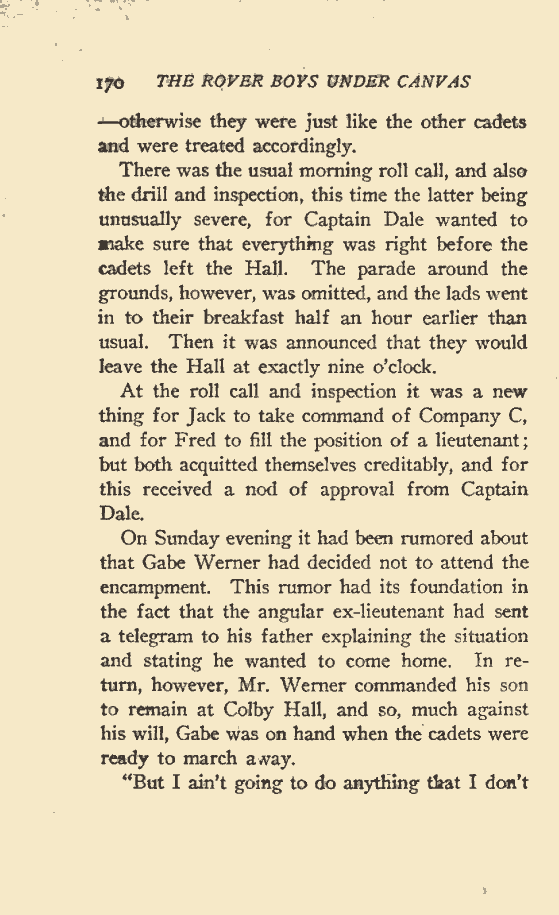 170 THE ROVER BOYS UNDER CANVAS
—otherwise they were just like the other cadets
and were treated accordingly.
There was the usual morning roll call, and also
the drill and inspection, this time the latter being
unusually severe, for Captain Dale wanted to
make sure that everything was right before the
cadets left the Hall. The parade around the
grounds, however, was omitted, and the lads went
in to their breakfast half an hour earlier than
usual. Then it was announced that they would
leave the Hall at exactly nine o'clock.
At the roll call and inspection it was a new
thing for Jack to take command of Company C,
and for Fred to fill the position of a lieutenant;
but both acquitted themselves creditably, and for
this received a nod of approval from Captain
Dale.
On Sunday evening it had been rumored about
that Gabe Werner had decided not to attend the
encampment. This rumor had its foundation in
the fact that the angular ex-lieutenant had sent
a telegram to his father explaining the situation
and stating he wanted to come home. In re-
turn, however, Mr. Werner commanded his son
to remain at Colby Hall, and so, much against
his will, Gabe was on hand when the cadets were
ready to march away.
"But I ain't going to do anything that I don't